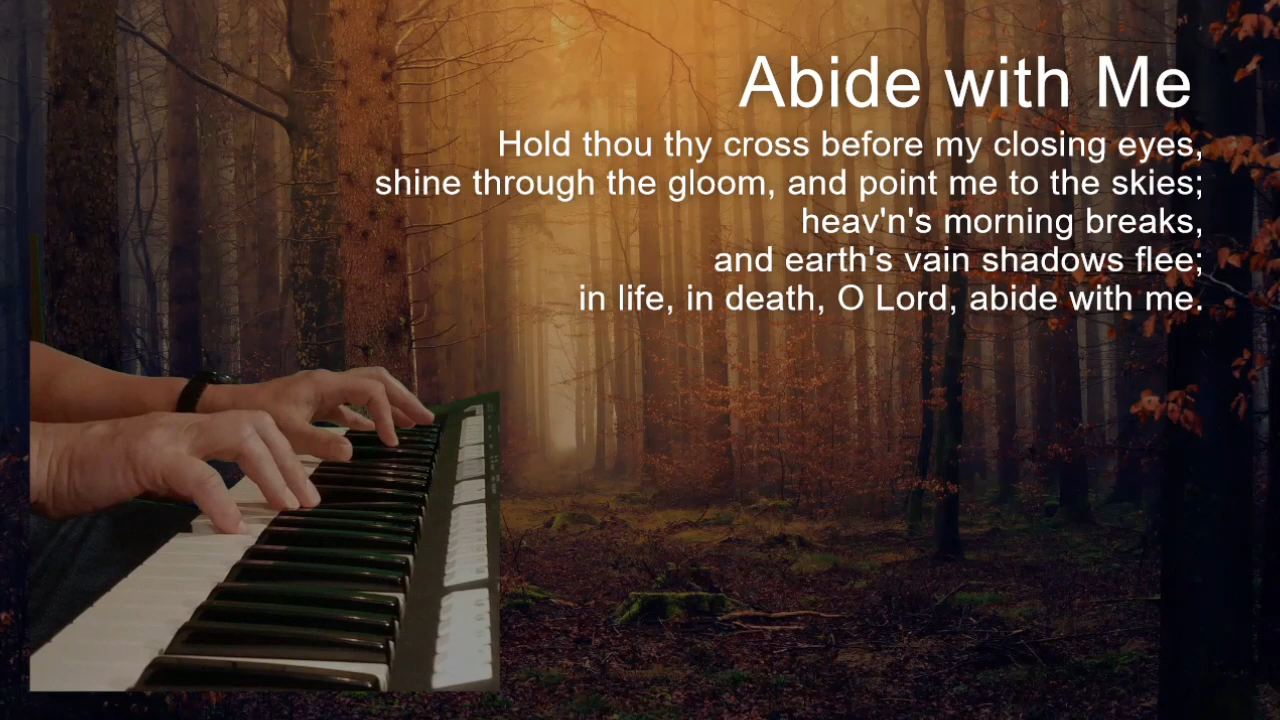 Abide with Me
Hold thou thy cross before my closing eyes,
shine through the gloom, and point me to the skies;
heav'n's morning breaks,
and earth's vain shadows flee;
in life, in death, O Lord, abide with me.